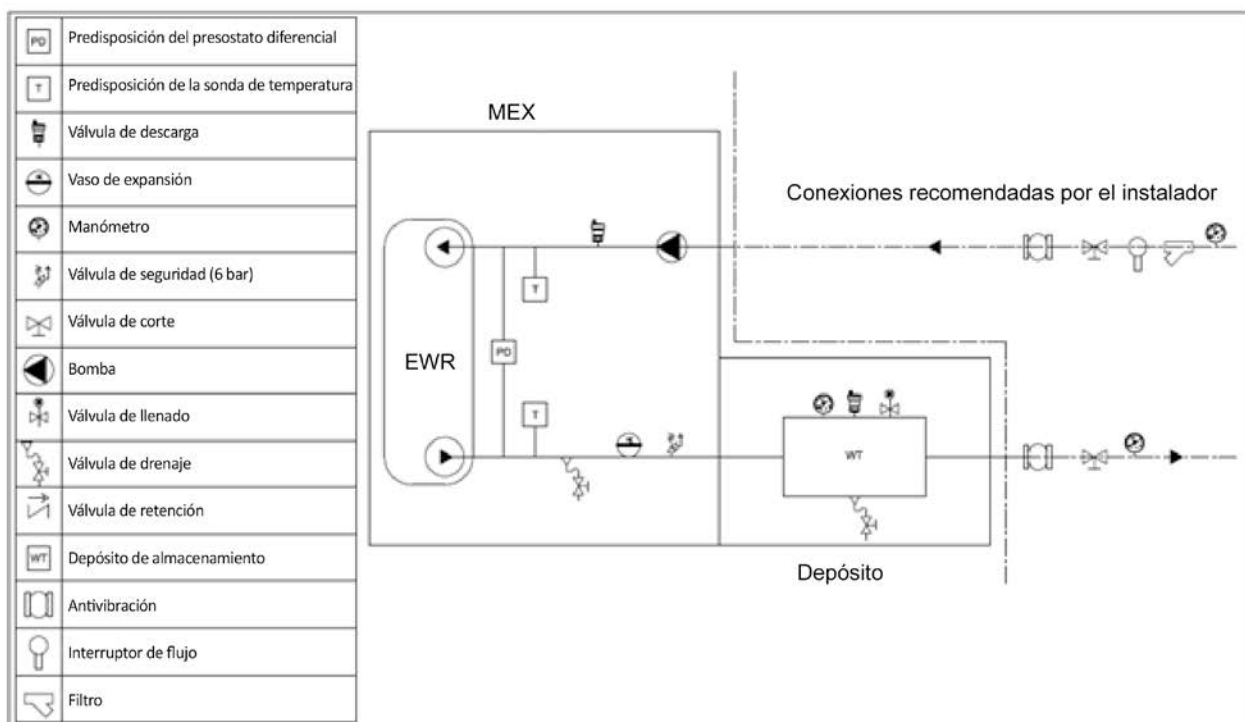 PD Predisposición del presostato diferencial
T Predisposición de la sonda de temperatura
Válvula de descarga
Vaso de expansión
Manómetro
Válvula de seguridad (6 bar)
Válvula de corte
Bomba
Válvula de llenado
Válvula de drenaje
Válvula de retención
WT Depósito de almacenamiento
Antivibración
Interruptor de flujo
Filtro
MEX
Conexiones recomendadas por el instalador
T
PD
EWR
T
WT
Depósito